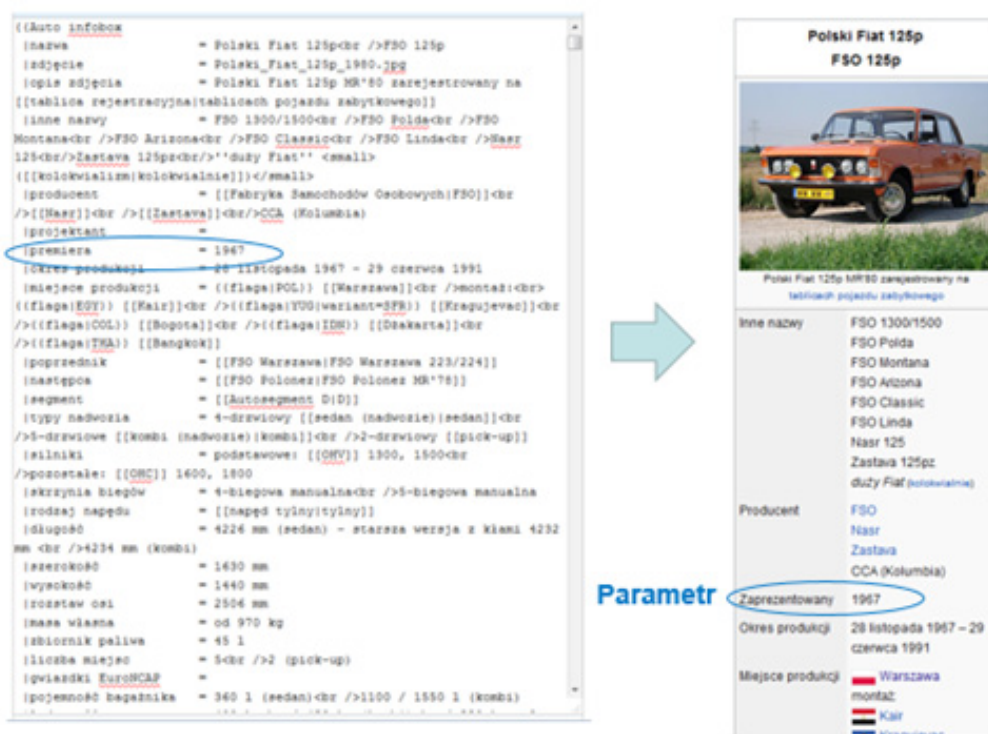 {{Auto infobox
|nazwa = Polski Fiat 125p<br />FSO 125p
|zdjęcie = Polski_Fiat_125p_1980.jpg
|opis zdjęcia = Polski Fiat 125p MR'80 zarejestrowany na
[[tablica rejestracyjna|tablicach pojazdu zabytkowego]]
|inne nazwy = FSO 1300/1500<br />FSO Polda<br />FSO
Montana<br />FSO Arizona<br />FSO Classic<br />FSO Linda<br />Nasr
125<br/>Zastava 125pz<br/>''duży Fiat'' <small>
([[kolokwializm|kolokwialnie]])</small>
|producent = [[Fabryka Samochodów Osobowych|FSO]]<br
/>[[Nasr]]<br />[[Zastava]]<br/>CCA (Kolumbia)
|projektant =
|premiera = 1967
|okres produkcji = 28 listopada 1967 – 29 czerwca 1991
|miejsce produkcji = {{flaga|POL}} [[Warszawa]]<br />montaż:<br>
{{flaga|EGY}} [[Kair]]<br />{{flaga|YUG|wariant=SFR}} [[Kragujevac]]<br
/>{{flaga|COL}} [[Bogota]]<br />{{flaga|IDN}} [[Dżakarta]]<br
/>{{flaga|THA}} [[Bangkok]]
|poprzednik = [[FSO Warszawa|FSO Warszawa 223/224]]
|następca = [[FSO Polonez|FSO Polonez MR'78]]
|segment = [[Autosegment D|D]]
|typy nadwozia = 4-drzwiowy [[sedan (nadwozie)|sedan]]<br
/>5-drzwiowe [[kombi (nadwozie)|kombi]]<br />2-drzwiowy [[pick-up]]
|silniki = podstawowe: [[OHV]] 1300, 1500<br
/>pozostałe: [[OHC]] 1600, 1800
|skrzynia biegów = 4-biegowa manualna<br />5-biegowa manualna
|rodzaj napędu = [[napęd tylny|tylny]]
|długość = 4226 mm (sedan) – starsza wersja z kłami 4232
mm <br />4234 mm (kombi)
|szerokość = 1630 mm
|wysokość = 1440 mm
|rozstaw osi = 2506 mm
|masa własna = od 970 kg
|zbiornik paliwa = 45 l
|liczba miejsc = 5<br />2 (pick-up)
|gwiazdki EuroNCAP =
|pojemność bagażnika = 360 l (sedan)<br />1100 / 1550 l (kombi)
Parametr
Polski Fiat 125p
FSO 125p
Polski Fiat 125p MR'80 zarejestrowany na
tablicach pojazdu zabytkowego
Inne nazwy FSO 1300/1500
FSO Polda
FSO Montana
FSO Arizona
FSO Classic
FSO Linda
Nasr 125
Zastava 125pz
duży Fiat (kolokwialnie)
Producent FSO
Nasr
Zastava
CCA (Kolumbia)
Zaprezentowany 1967
Okres produkcji 28 listopada 1967 – 29
czerwca 1991
Miejsce produkcji Warszawa
montaż:
Kair